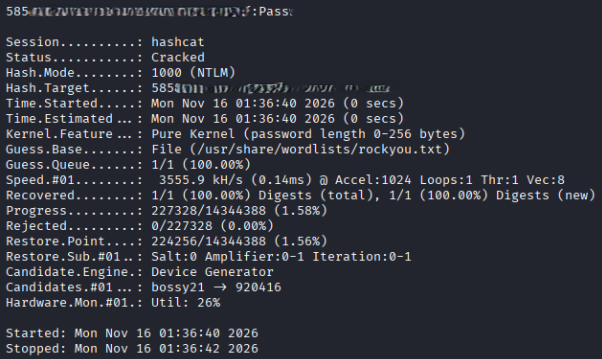 585 f:Pass

Session..........: hashcat
Status...........: Cracked
Hash.Mode........: 1000 (NTLM)
Hash.Target......: 585
Time.Started.....: Mon Nov 16 01:36:40 2026 (0 secs)
Time.Estimated...: Mon Nov 16 01:36:40 2026 (0 secs)
Kernel.Feature...: Pure Kernel (password length 0-256 bytes)
Guess.Base.......: File (/usr/share/wordlists/rockyou.txt)
Guess.Queue......: 1/1 (100.00%)
Speed.#01........:  3555.9 kH/s (0.14ms) @ Accel:1024 Loops:1 Thr:1 Vec:8
Recovered........: 1/1 (100.00%) Digests (total), 1/1 (100.00%) Digests (new)
Progress.........: 227328/14344388 (1.58%)
Rejected.........: 0/227328 (0.00%)
Restore.Point....: 224256/14344388 (1.56%)
Restore.Sub.#01..: Salt:0 Amplifier:0-1 Iteration:0-1
Candidate.Engine.: Device Generator
Candidates.#01...: bossy21 -> 920416
Hardware.Mon.#01.: Util: 26%

Started: Mon Nov 16 01:36:40 2026
Stopped: Mon Nov 16 01:36:42 2026